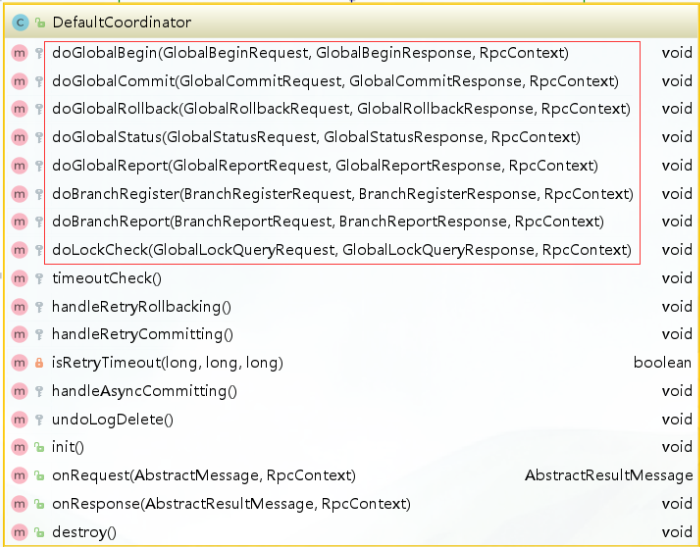 C DefaultCoordinator
m doGlobalBegin(GlobalBeginRequest, GlobalBeginResponse, RpcContext) void
m doGlobalCommit(GlobalCommitRequest, GlobalCommitResponse, RpcContext) void
m doGlobalRollback(GlobalRollbackRequest, GlobalRollbackResponse, RpcContext) void
m doGlobalStatus(GlobalStatusRequest, GlobalStatusResponse, RpcContext) void
m doGlobalReport(GlobalReportRequest, GlobalReportResponse, RpcContext) void
m doBranchRegister(BranchRegisterRequest, BranchRegisterResponse, RpcContext) void
m doBranchReport(BranchReportRequest, BranchReportResponse, RpcContext) void
m doLockCheck(GlobalLockQueryRequest, GlobalLockQueryResponse, RpcContext) void
m timeoutCheck() void
m handleRetryRollbacking() void
m handleRetryCommitting() void
m isRetryTimeout(long, long, long) boolean
m handleAsyncCommitting() void
m undoLogDelete() void
m init() void
m onRequest(AbstractMessage, RpcContext) AbstractResultMessage
m onResponse(AbstractResultMessage, RpcContext) void
m destroy() void